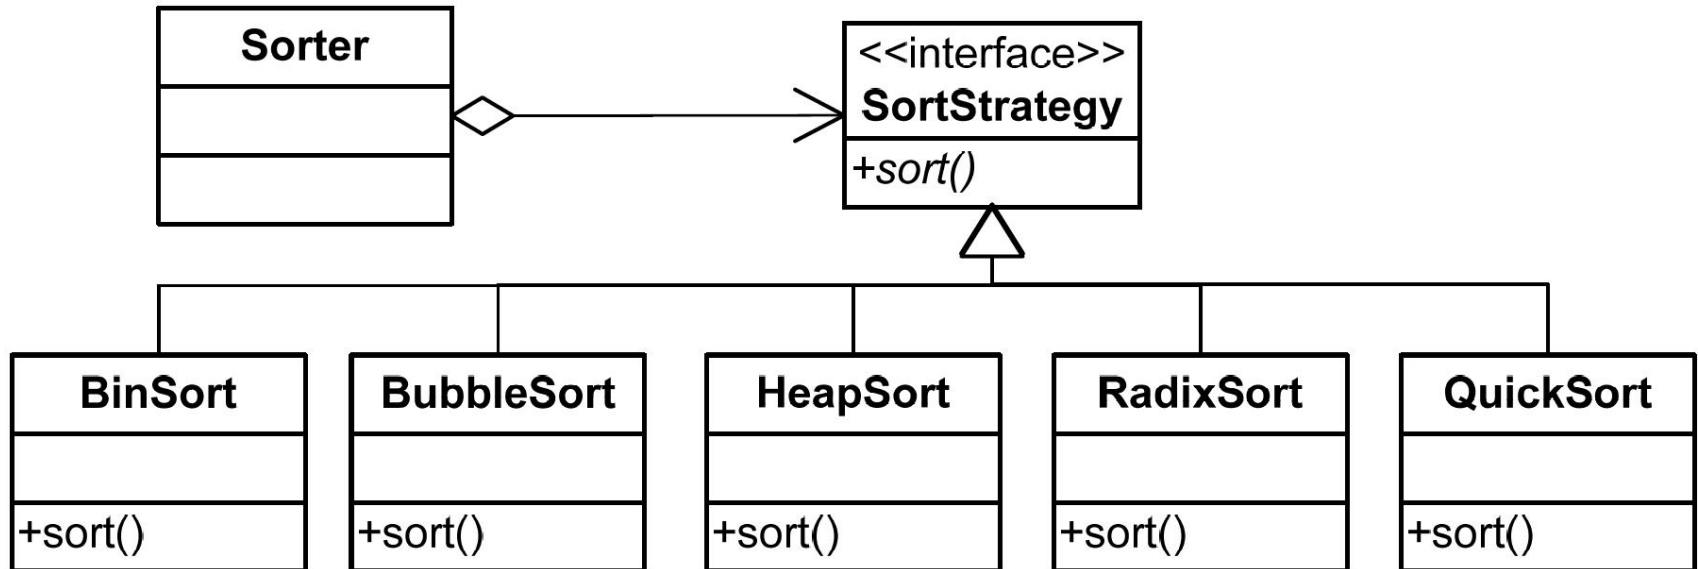 Sorter
<<interface>>
SortStrategy
+sort()
BinSort
BubbleSort
HeapSort
RadixSort
QuickSort
+sort()
+sort()
+sort()
+sort()
+sort()